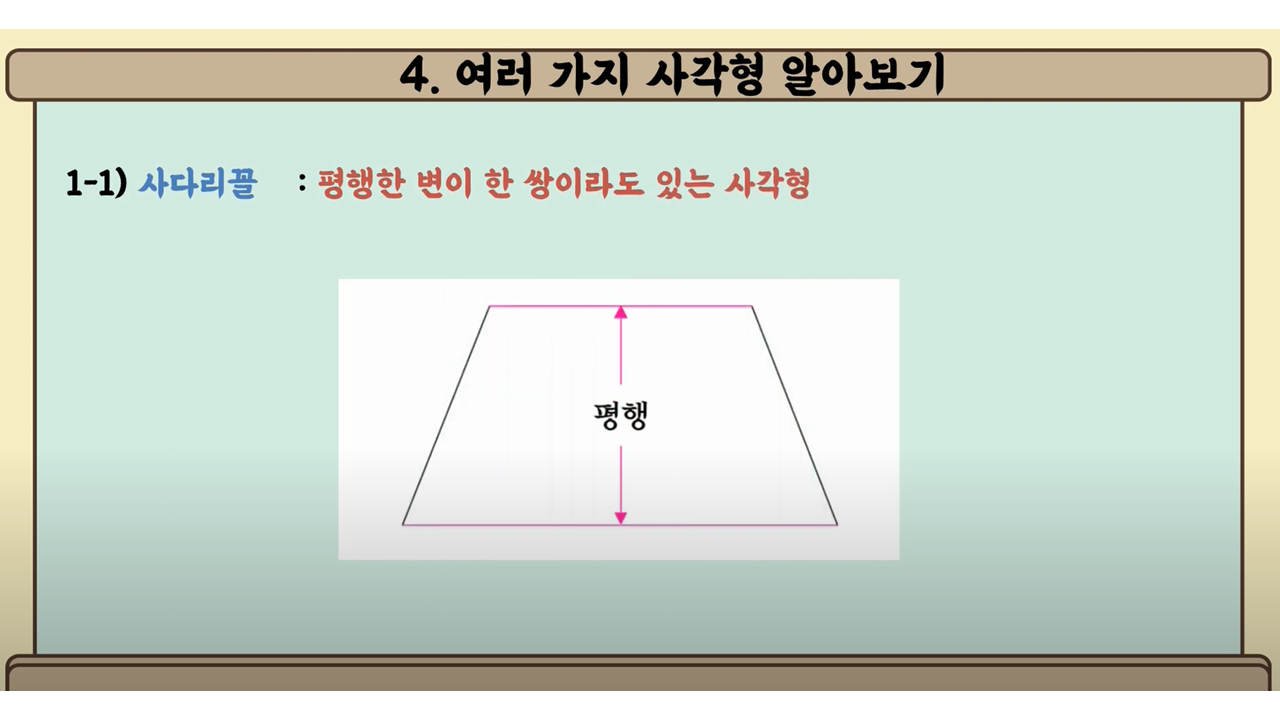 4. 여러 가지 사각형 알아보기
1-1) 사다리꼴 : 평행한 변이 한 쌍이라도 있는 사각형
평행